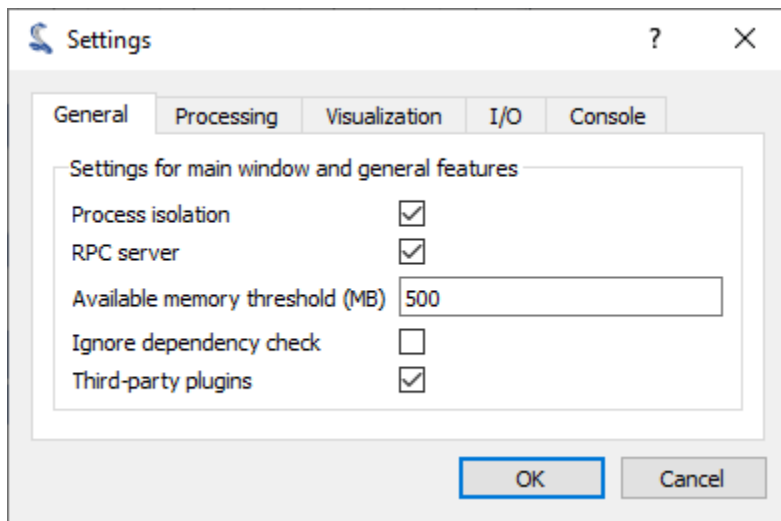 Settings
?
General Processing Visualization I/O Console
Settings for main window and general features
Process isolation
RPC server
Available memory threshold (MB) 500
Ignore dependency check
Third-party plugins
OK Cancel